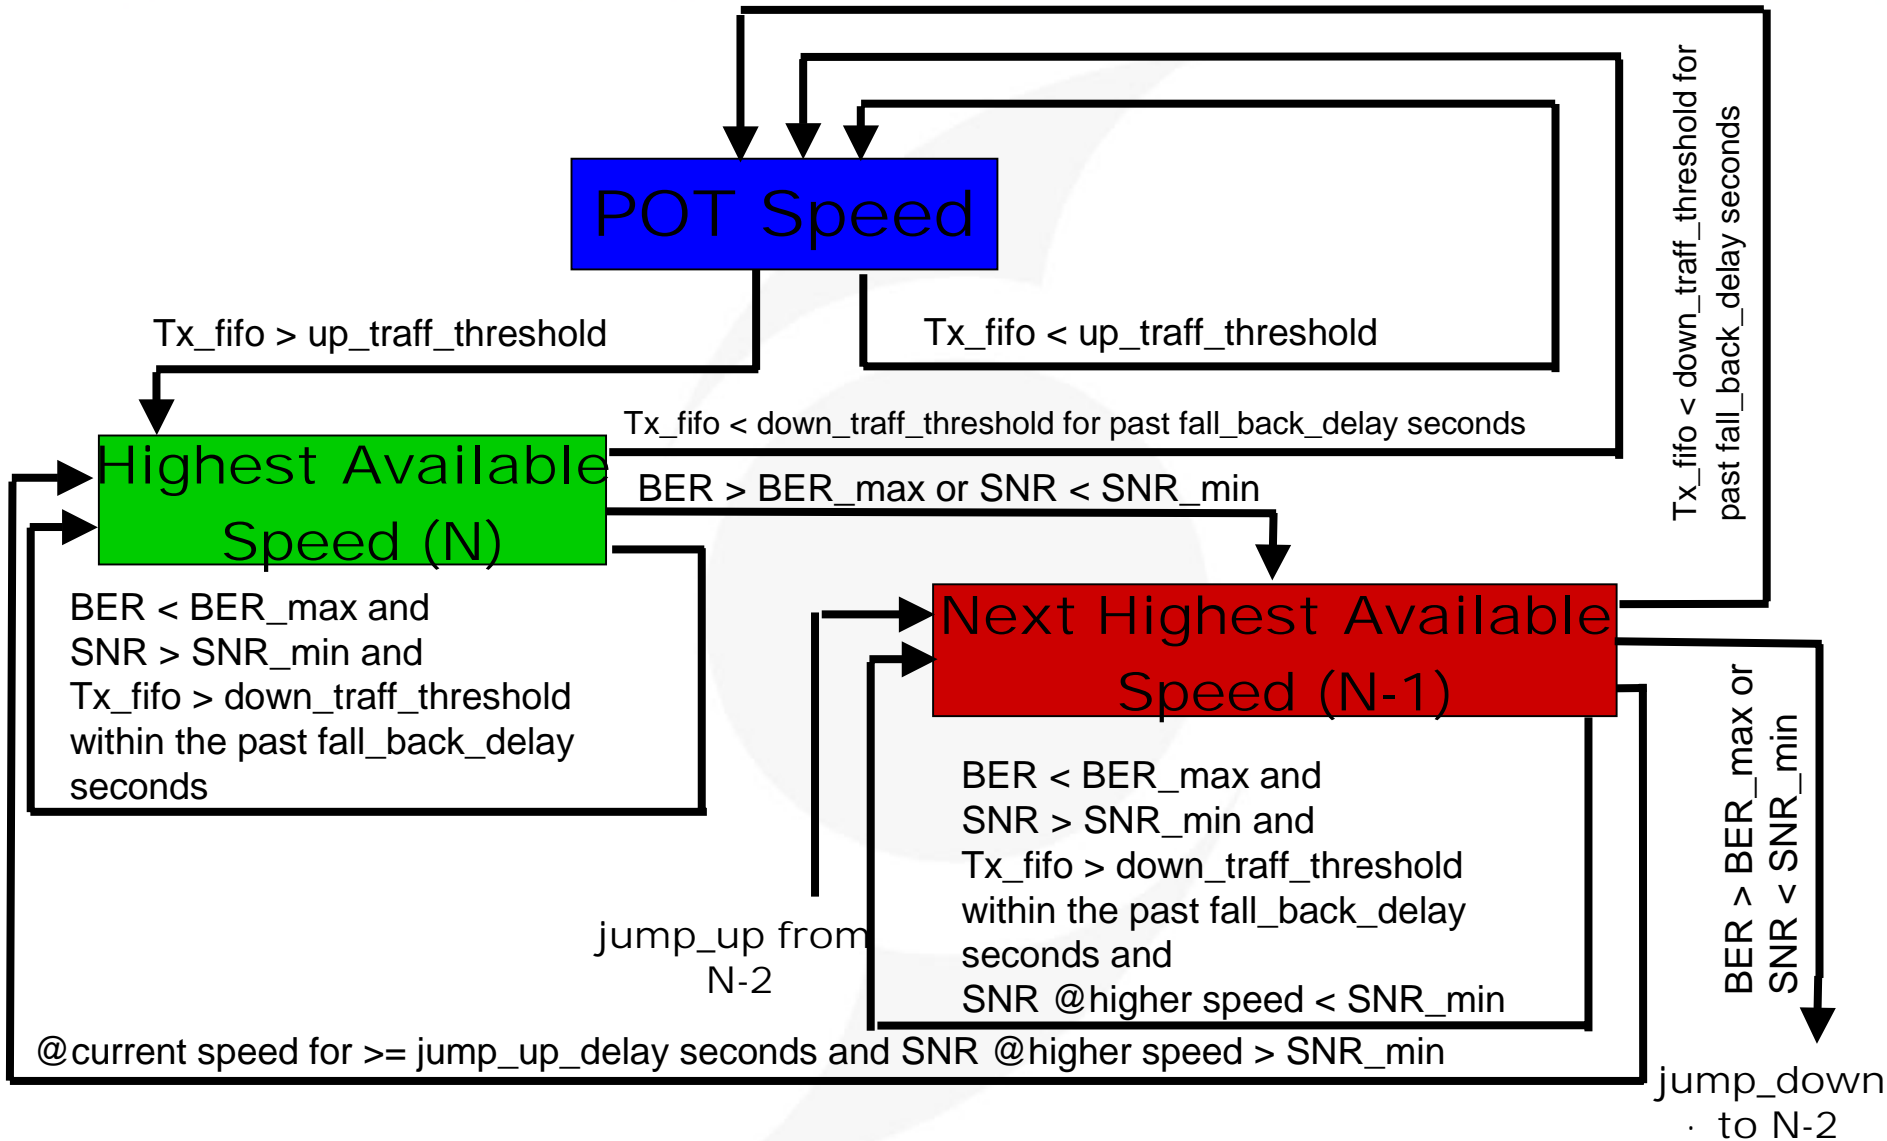 POT Speed
Tx_fifo > up_traff_threshold
Tx_fifo < up_traff_threshold
Tx_fifo < down_traff_threshold for
past fall_back_delay seconds
Tx_fifo < down_traff_threshold for past fall_back_delay seconds
Highest Available
Speed (N)
BER > BER_max or SNR < SNR_min
BER < BER_max and
SNR > SNR_min and
Tx_fifo > down_traff_threshold
within the past fall_back_delay
seconds
Next Highest Available
Speed (N-1)
BER < BER_max and
SNR > SNR_min and
Tx_fifo > down_traff_threshold
within the past fall_back_delay
seconds and
SNR @higher speed < SNR_min
BER > BER_max or
SNR < SNR_min
jump_up from
N-2
@current speed for >= jump_up_delay seconds and SNR @higher speed > SNR_min
jump_down
· to N-2